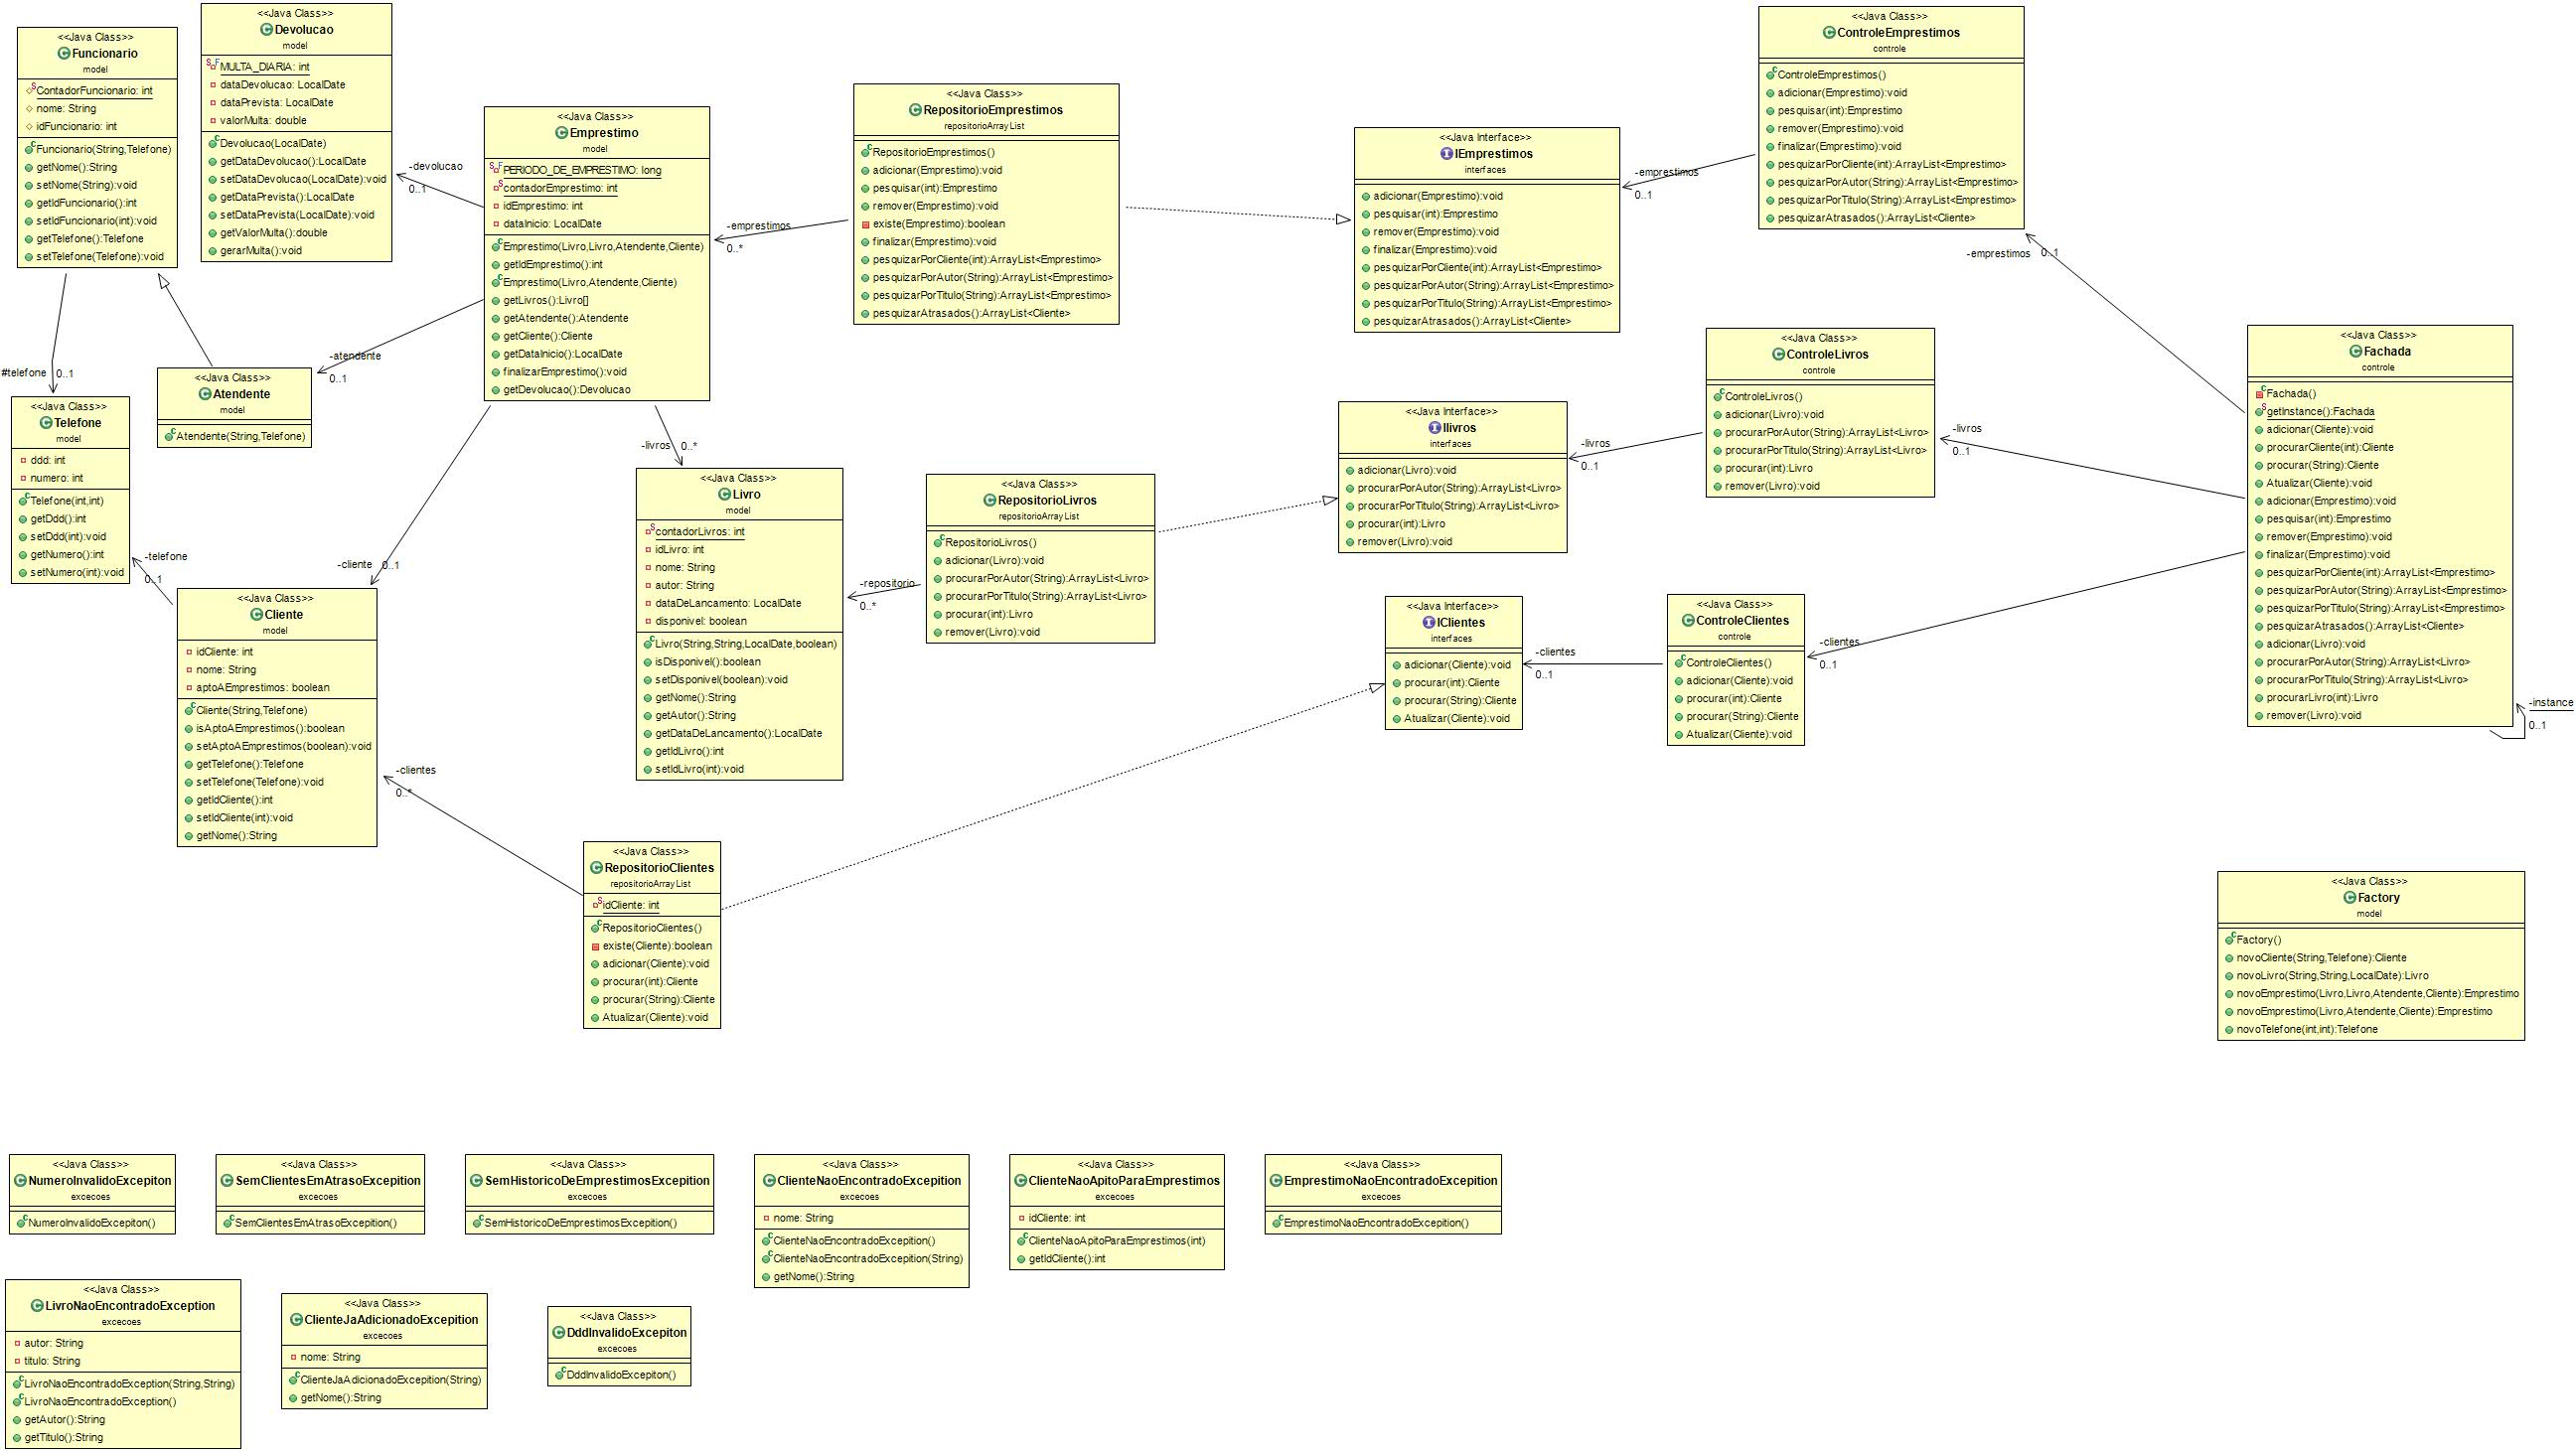 <<Java Class>>
Funcionario
model
ContadorFuncionario: int
nome: String
idFuncionario: int
Funcionario(String,Telefone)
getNome():String
setNome(String):void
getIdFuncionario():int
setIdFuncionario(int):void
getTelefone():Telefone
setTelefone(Telefone):void
<<Java Class>>
Devolucao
model
MULTA_DIARIA: int
dataDevolucao: LocalDate
dataPrevista: LocalDate
valorMulta: double
Devolucao(LocalDate)
getDataDevolucao():LocalDate
setDataDevolucao(LocalDate):void
getDataPrevista():LocalDate
setDataPrevista(LocalDate):void
getValorMulta():double
gerarMulta():void
-devolucao
0..1
<<Java Class>>
Emprestimo
model
PERIODO_DE_EMPRESTIMO: long
contadorEmprestimo: int
idEmprestimo: int
dataInicio: LocalDate
Emprestimo(Livro,Livro,Atendente,Cliente)
getIdEmprestimo():int
Emprestimo(Livro,Atendente,Cliente)
getLivros():Livro[]
getAtendente():Atendente
getCliente():Cliente
getDataInicio():LocalDate
finalizarEmprestimo():void
getDevolucao():Devolucao
-emprestimos
0..*
<<Java Class>>
RepositorioEmprestimos
repositorioArrayList
RepositorioEmprestimos()
adicionar(Emprestimo):void
pesquisar(int):Emprestimo
remover(Emprestimo):void
existe(Emprestimo):boolean
finalizar(Emprestimo):void
pesquizarPorCliente(int):ArrayList<Emprestimo>
pesquizarPorAutor(String):ArrayList<Emprestimo>
pesquizarPorTitulo(String):ArrayList<Emprestimo>
pesquizarAtrasados():ArrayList<Cliente>
<<Java Interface>>
IEmprestimos
interfaces
adicionar(Emprestimo):void
pesquisar(int):Emprestimo
remover(Emprestimo):void
finalizar(Emprestimo):void
pesquizarPorCliente(int):ArrayList<Emprestimo>
pesquizarPorAutor(String):ArrayList<Emprestimo>
pesquizarPorTitulo(String):ArrayList<Emprestimo>
pesquizarAtrasados():ArrayList<Cliente>
-emprestimos
0..1
<<Java Class>>
ControleEmprestimos
controle
ControleEmprestimos()
adicionar(Emprestimo):void
pesquisar(int):Emprestimo
remover(Emprestimo):void
finalizar(Emprestimo):void
pesquizarPorCliente(int):ArrayList<Emprestimo>
pesquizarPorAutor(String):ArrayList<Emprestimo>
pesquizarPorTitulo(String):ArrayList<Emprestimo>
pesquizarAtrasados():ArrayList<Cliente>
-emprestimos
0..1
<<Java Class>>
Fachada
controle
Fachada()
getInstance():Fachada
adicionar(Cliente):void
procurarCliente(int):Cliente
procurar(String):Cliente
Atualizar(Cliente):void
adicionar(Emprestimo):void
pesquisar(int):Emprestimo
remover(Emprestimo):void
finalizar(Emprestimo):void
pesquizarPorCliente(int):ArrayList<Emprestimo>
pesquizarPorAutor(String):ArrayList<Emprestimo>
pesquizarPorTitulo(String):ArrayList<Emprestimo>
pesquizarAtrasados():ArrayList<Cliente>
adicionar(Livro):void
procurarPorAutor(String):ArrayList<Livro>
procurarPorTitulo(String):ArrayList<Livro>
procurarLivro(int):Livro
remover(Livro):void
-instance
0..1
#telefone
0..1
<<Java Class>>
Telefone
model
ddd: int
numero: int
Telefone(int,int)
getDdd():int
setDdd(int):void
getNumero():int
setNumero(int):void
<<Java Class>>
Atendente
model
Atendente(String,Telefone)
-atendente
0..1
-livros
0..*
-cliente
0..1
-telefone
0..1
<<Java Class>>
Livro
model
contadorLivros: int
idLivro: int
nome: String
autor: String
dataDeLancamento: LocalDate
disponivel: boolean
Livro(String,String,LocalDate,boolean)
isDisponivel():boolean
setDisponivel(boolean):void
getNome():String
getAutor():String
getDataDeLancamento():LocalDate
getIdLivro():int
setIdLivro(int):void
-repositorio
0..*
<<Java Class>>
RepositorioLivros
repositorioArrayList
RepositorioLivros()
adicionar(Livro):void
procurarPorAutor(String):ArrayList<Livro>
procurarPorTitulo(String):ArrayList<Livro>
procurar(int):Livro
remover(Livro):void
<<Java Interface>>
Ilivros
interfaces
adicionar(Livro):void
procurarPorAutor(String):ArrayList<Livro>
procurarPorTitulo(String):ArrayList<Livro>
procurar(int):Livro
remover(Livro):void
-livros
0..1
<<Java Class>>
ControleLivros
controle
ControleLivros()
adicionar(Livro):void
procurarPorAutor(String):ArrayList<Livro>
procurarPorTitulo(String):ArrayList<Livro>
procurar(int):Livro
remover(Livro):void
-livros
0..1
<<Java Class>>
Cliente
model
idCliente: int
nome: String
aptoAEmprestimos: boolean
Cliente(String,Telefone)
isAptoAEmprestimos():boolean
setAptoAEmprestimos(boolean):void
getTelefone():Telefone
setTelefone(Telefone):void
getIdCliente():int
setIdCliente(int):void
getNome():String
-clientes
0..*
<<Java Interface>>
IClientes
interfaces
adicionar(Cliente):void
procurar(int):Cliente
procurar(String):Cliente
Atualizar(Cliente):void
-clientes
0..1
<<Java Class>>
ControleClientes
controle
ControleClientes()
adicionar(Cliente):void
procurar(int):Cliente
procurar(String):Cliente
Atualizar(Cliente):void
-clientes
0..1
<<Java Class>>
RepositorioClientes
repositorioArrayList
idCliente: int
RepositorioClientes()
existe(Cliente):boolean
adicionar(Cliente):void
procurar(int):Cliente
procurar(String):Cliente
Atualizar(Cliente):void
<<Java Class>>
Factory
model
Factory()
novoCliente(String,Telefone):Cliente
novoLivro(String,String,LocalDate):Livro
novoEmprestimo(Livro,Livro,Atendente,Cliente):Emprestimo
novoEmprestimo(Livro,Atendente,Cliente):Emprestimo
novoTelefone(int,int):Telefone
<<Java Class>>
NumeroInvalidoExcepiton
excecoes
NumeroInvalidoExcepiton()
<<Java Class>>
SemClientesEmAtrasoExcepition
excecoes
SemClientesEmAtrasoExcepition()
<<Java Class>>
SemHistoricoDeEmprestimosExcepition
excecoes
SemHistoricoDeEmprestimosExcepition()
<<Java Class>>
ClienteNaoEncontradoExcepition
excecoes
nome: String
ClienteNaoEncontradoExcepition()
ClienteNaoEncontradoExcepition(String)
getNome():String
<<Java Class>>
ClienteNaoApitoParaEmprestimos
excecoes
idCliente: int
ClienteNaoApitoParaEmprestimos(int)
getIdCliente():int
<<Java Class>>
EmprestimoNaoEncontradoExcepition
excecoes
EmprestimoNaoEncontradoExcepition()
<<Java Class>>
LivroNaoEncontradoException
excecoes
autor: String
titulo: String
LivroNaoEncontradoException(String,String)
LivroNaoEncontradoException()
getAutor():String
getTitulo():String
<<Java Class>>
ClienteJaAdicionadoExcepition
excecoes
nome: String
ClienteJaAdicionadoExcepition(String)
getNome():String
<<Java Class>>
DddInvalidoExcepiton
excecoes
DddInvalidoExcepiton()